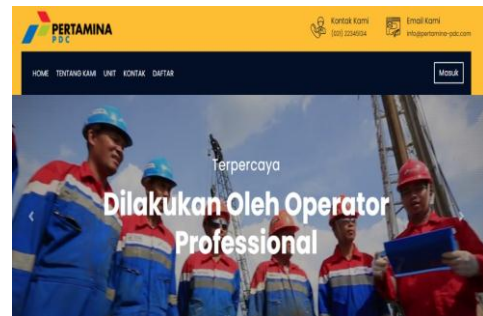 PERTAMINA
PDC
Kontak Kami
Email Kami
info@pertamina-pdc.com
HOME TENTANG KAMI UNIT KONTAK DAFTAR
Masuk
Terpercaya
Dilakukan Oleh Operator
Professional